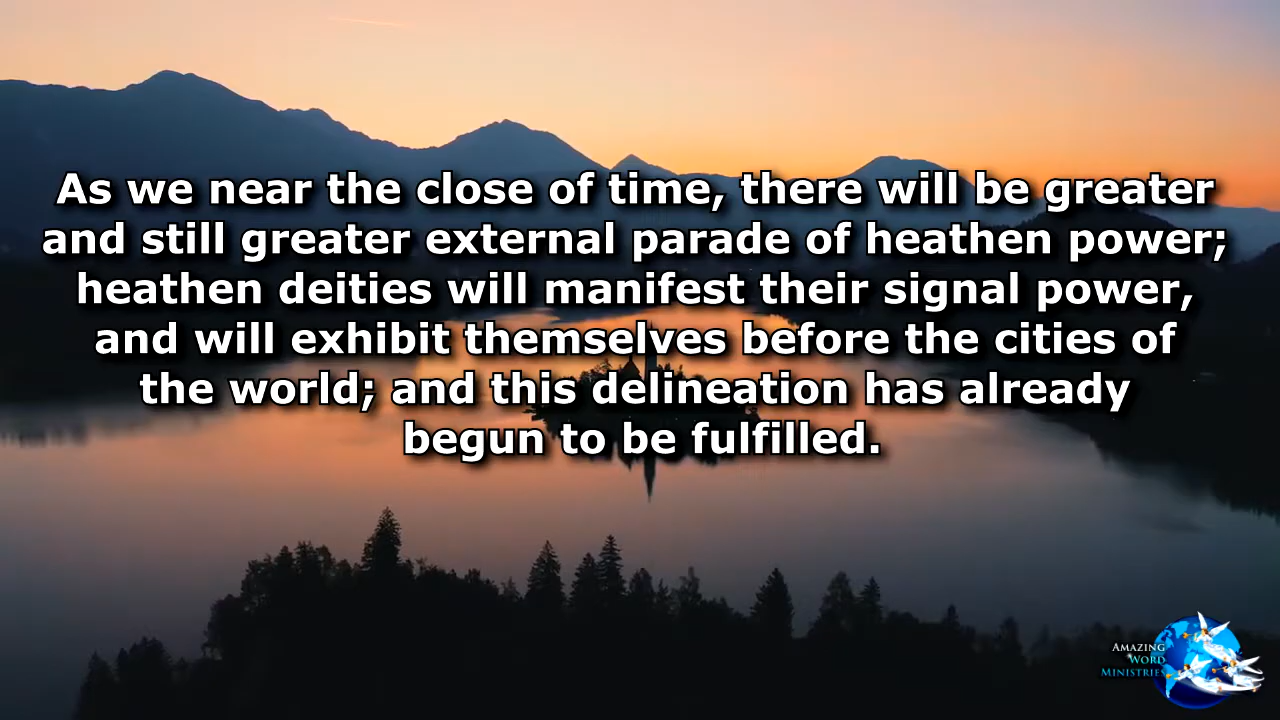 As we near the close of time, there will be greater
and still greater external parade of heathen power;
heathen deities will manifest their signal power,
and will exhibit themselves before the cities of
the world; and this delineation has already
begun to be fulfilled.
AMAZING
WORD
MINISTRIES